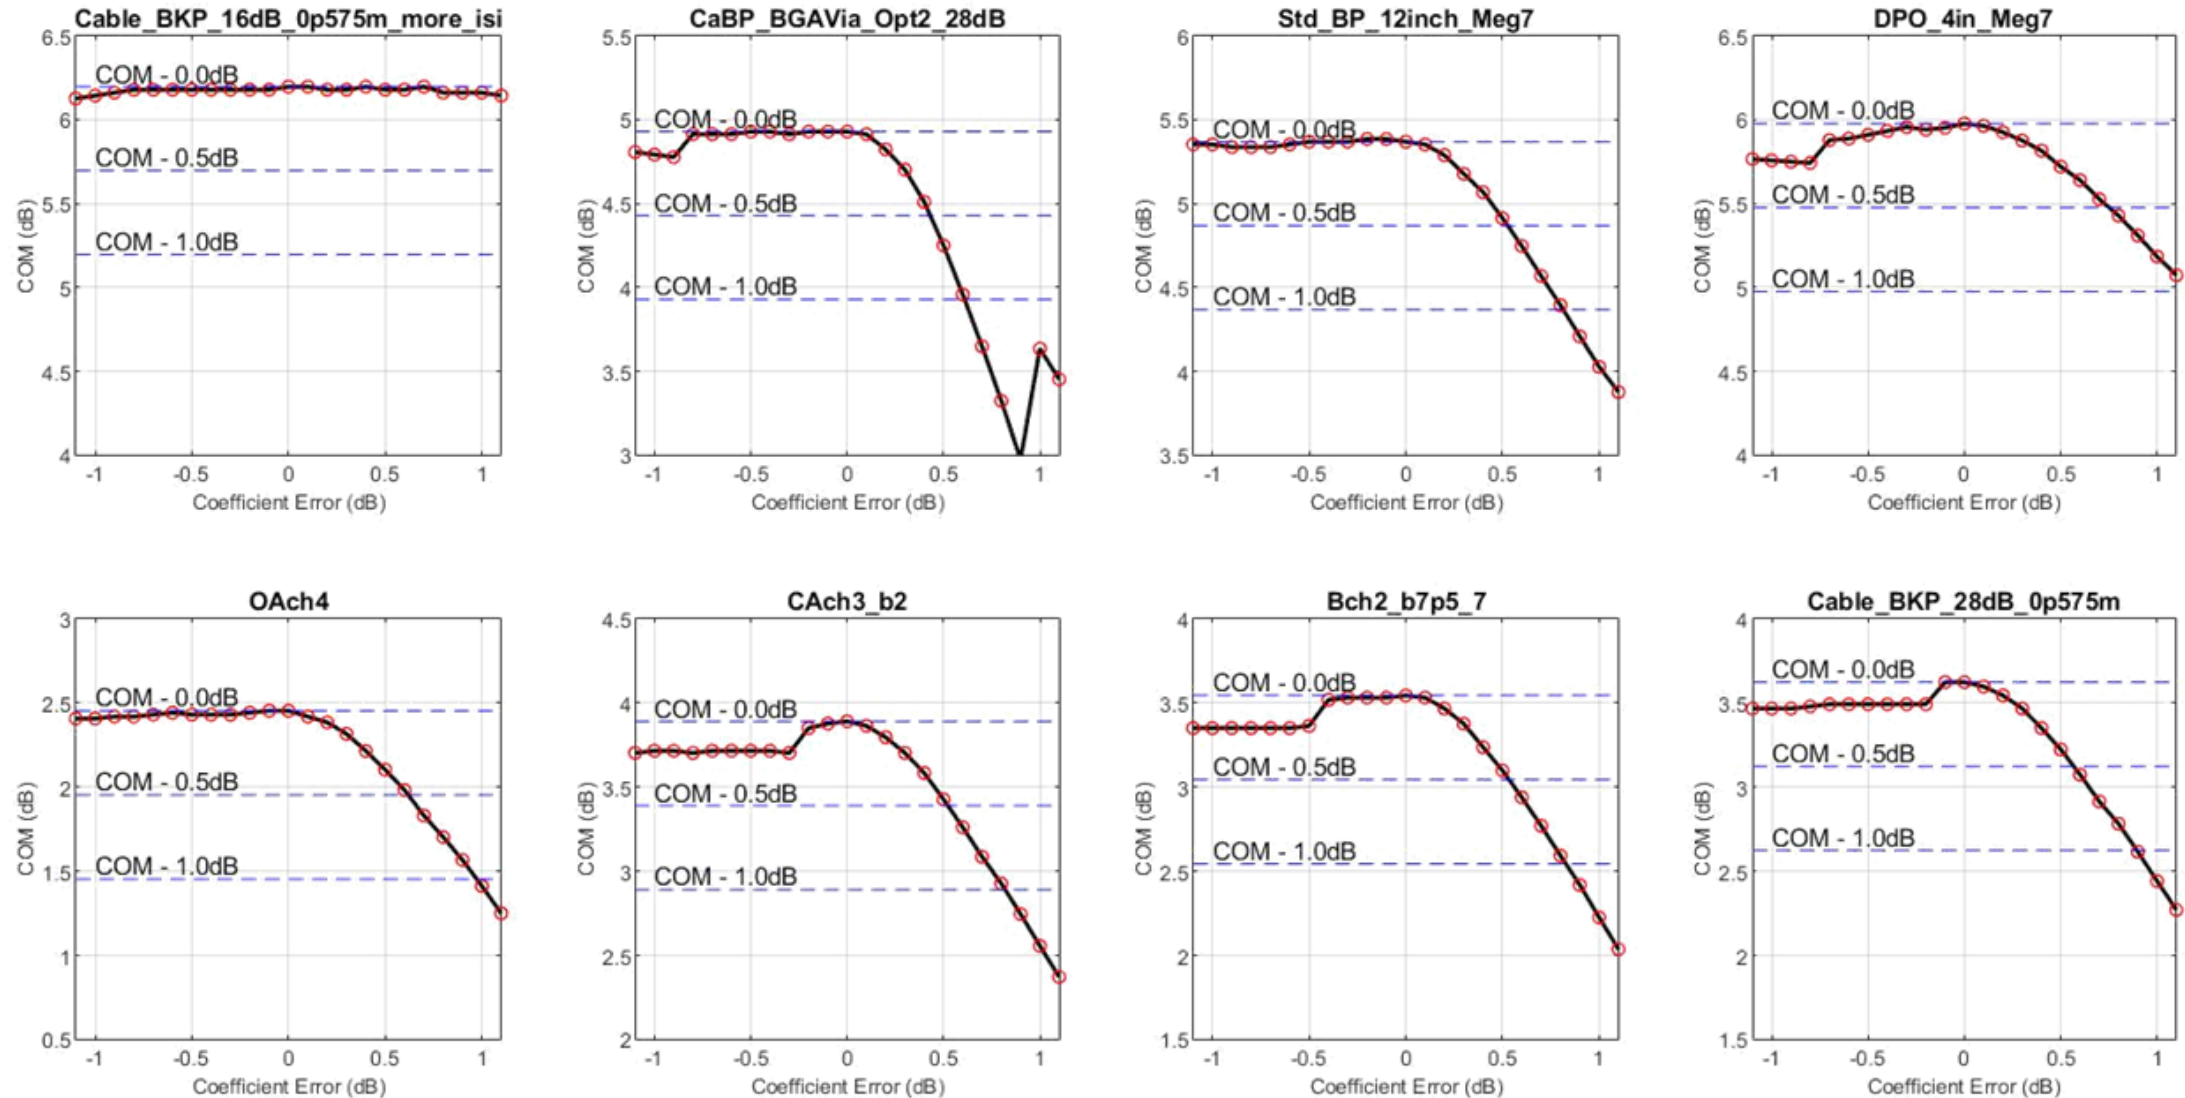 Cable_BKP_16dB_0p575m_more_isi
6.5
6
5.5
5
4.5
4
COM (dB)
COM - 0.0dB
COM - 0.5dB
COM - 1.0dB
-1 -0.5 0 0.5 1
Coefficient Error (dB)
CaBP_BGAVia_Opt2_28dB
5.5
5
4.5
4
3.5
3
COM (dB)
COM - 0.0dB
COM - 0.5dB
COM - 1.0dB
-1 -0.5 0 0.5 1
Coefficient Error (dB)
Std_BP_12inch_Meg7
6
5.5
5
4.5
4
3.5
COM (dB)
COM - 0.0dB
COM - 0.5dB
COM - 1.0dB
-1 -0.5 0 0.5 1
Coefficient Error (dB)
DPO_4in_Meg7
6.5
6
5.5
5
4.5
4
COM (dB)
COM - 0.0dB
COM - 0.5dB
COM - 1.0dB
-1 -0.5 0 0.5 1
Coefficient Error (dB)
OAch4
3
2.5
2
1.5
1
0.5
COM (dB)
COM - 0.0dB
COM - 0.5dB
COM - 1.0dB
-1 -0.5 0 0.5 1
Coefficient Error (dB)
CAch3_b2
4.5
4
3.5
3
2.5
2
COM (dB)
COM - 0.0dB
COM - 0.5dB
COM - 1.0dB
-1 -0.5 0 0.5 1
Coefficient Error (dB)
Bch2_b7p5_7
4
3.5
3
2.5
2
1.5
COM (dB)
COM - 0.0dB
COM - 0.5dB
COM - 1.0dB
-1 -0.5 0 0.5 1
Coefficient Error (dB)
Cable_BKP_28dB_0p575m
4
3.5
3
2.5
2
1.5
COM (dB)
COM - 0.0dB
COM - 0.5dB
COM - 1.0dB
-1 -0.5 0 0.5 1
Coefficient Error (dB)